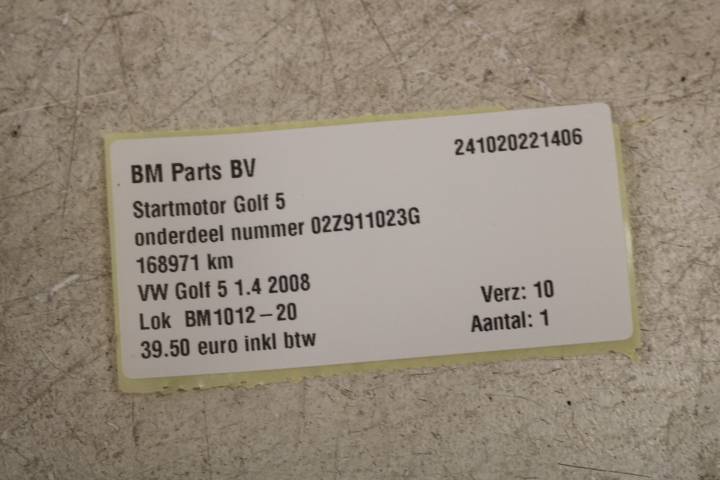 BM Parts BV
241020221406
Startmotor Golf 5
onderdeel nummer 02Z911023G
168971 km
VW Golf 5 1.4 2008
Verz: 10
Lok BM1012-20
Aantal: 1
39.50 euro inkl btw